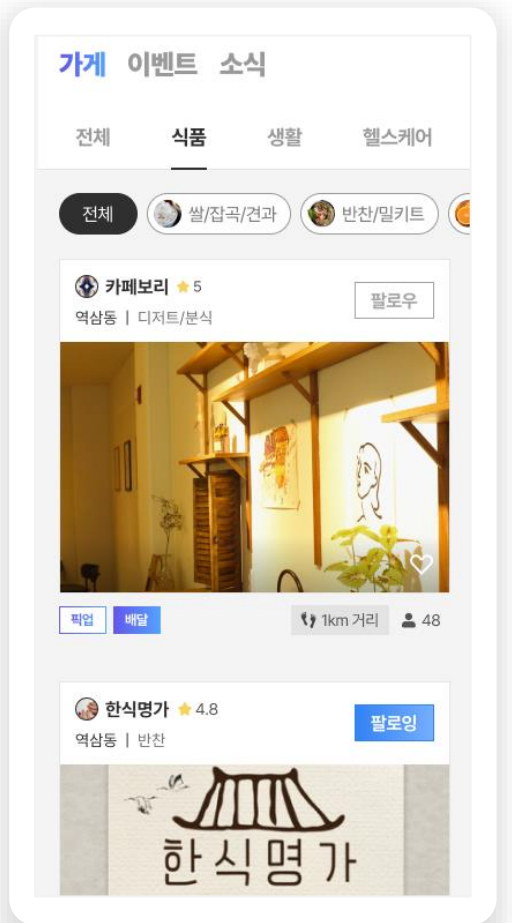 가게 이벤트 소식
전체 식품 생활 헬스케어
전체 쌀/잡곡/견과 반찬/밀키트
카페보리 5
팔로우
역삼동 | 디저트/분식
픽업 배달 1km 거리 48
한식명가 4.8
팔로잉
역삼동 | 반찬
한식명가